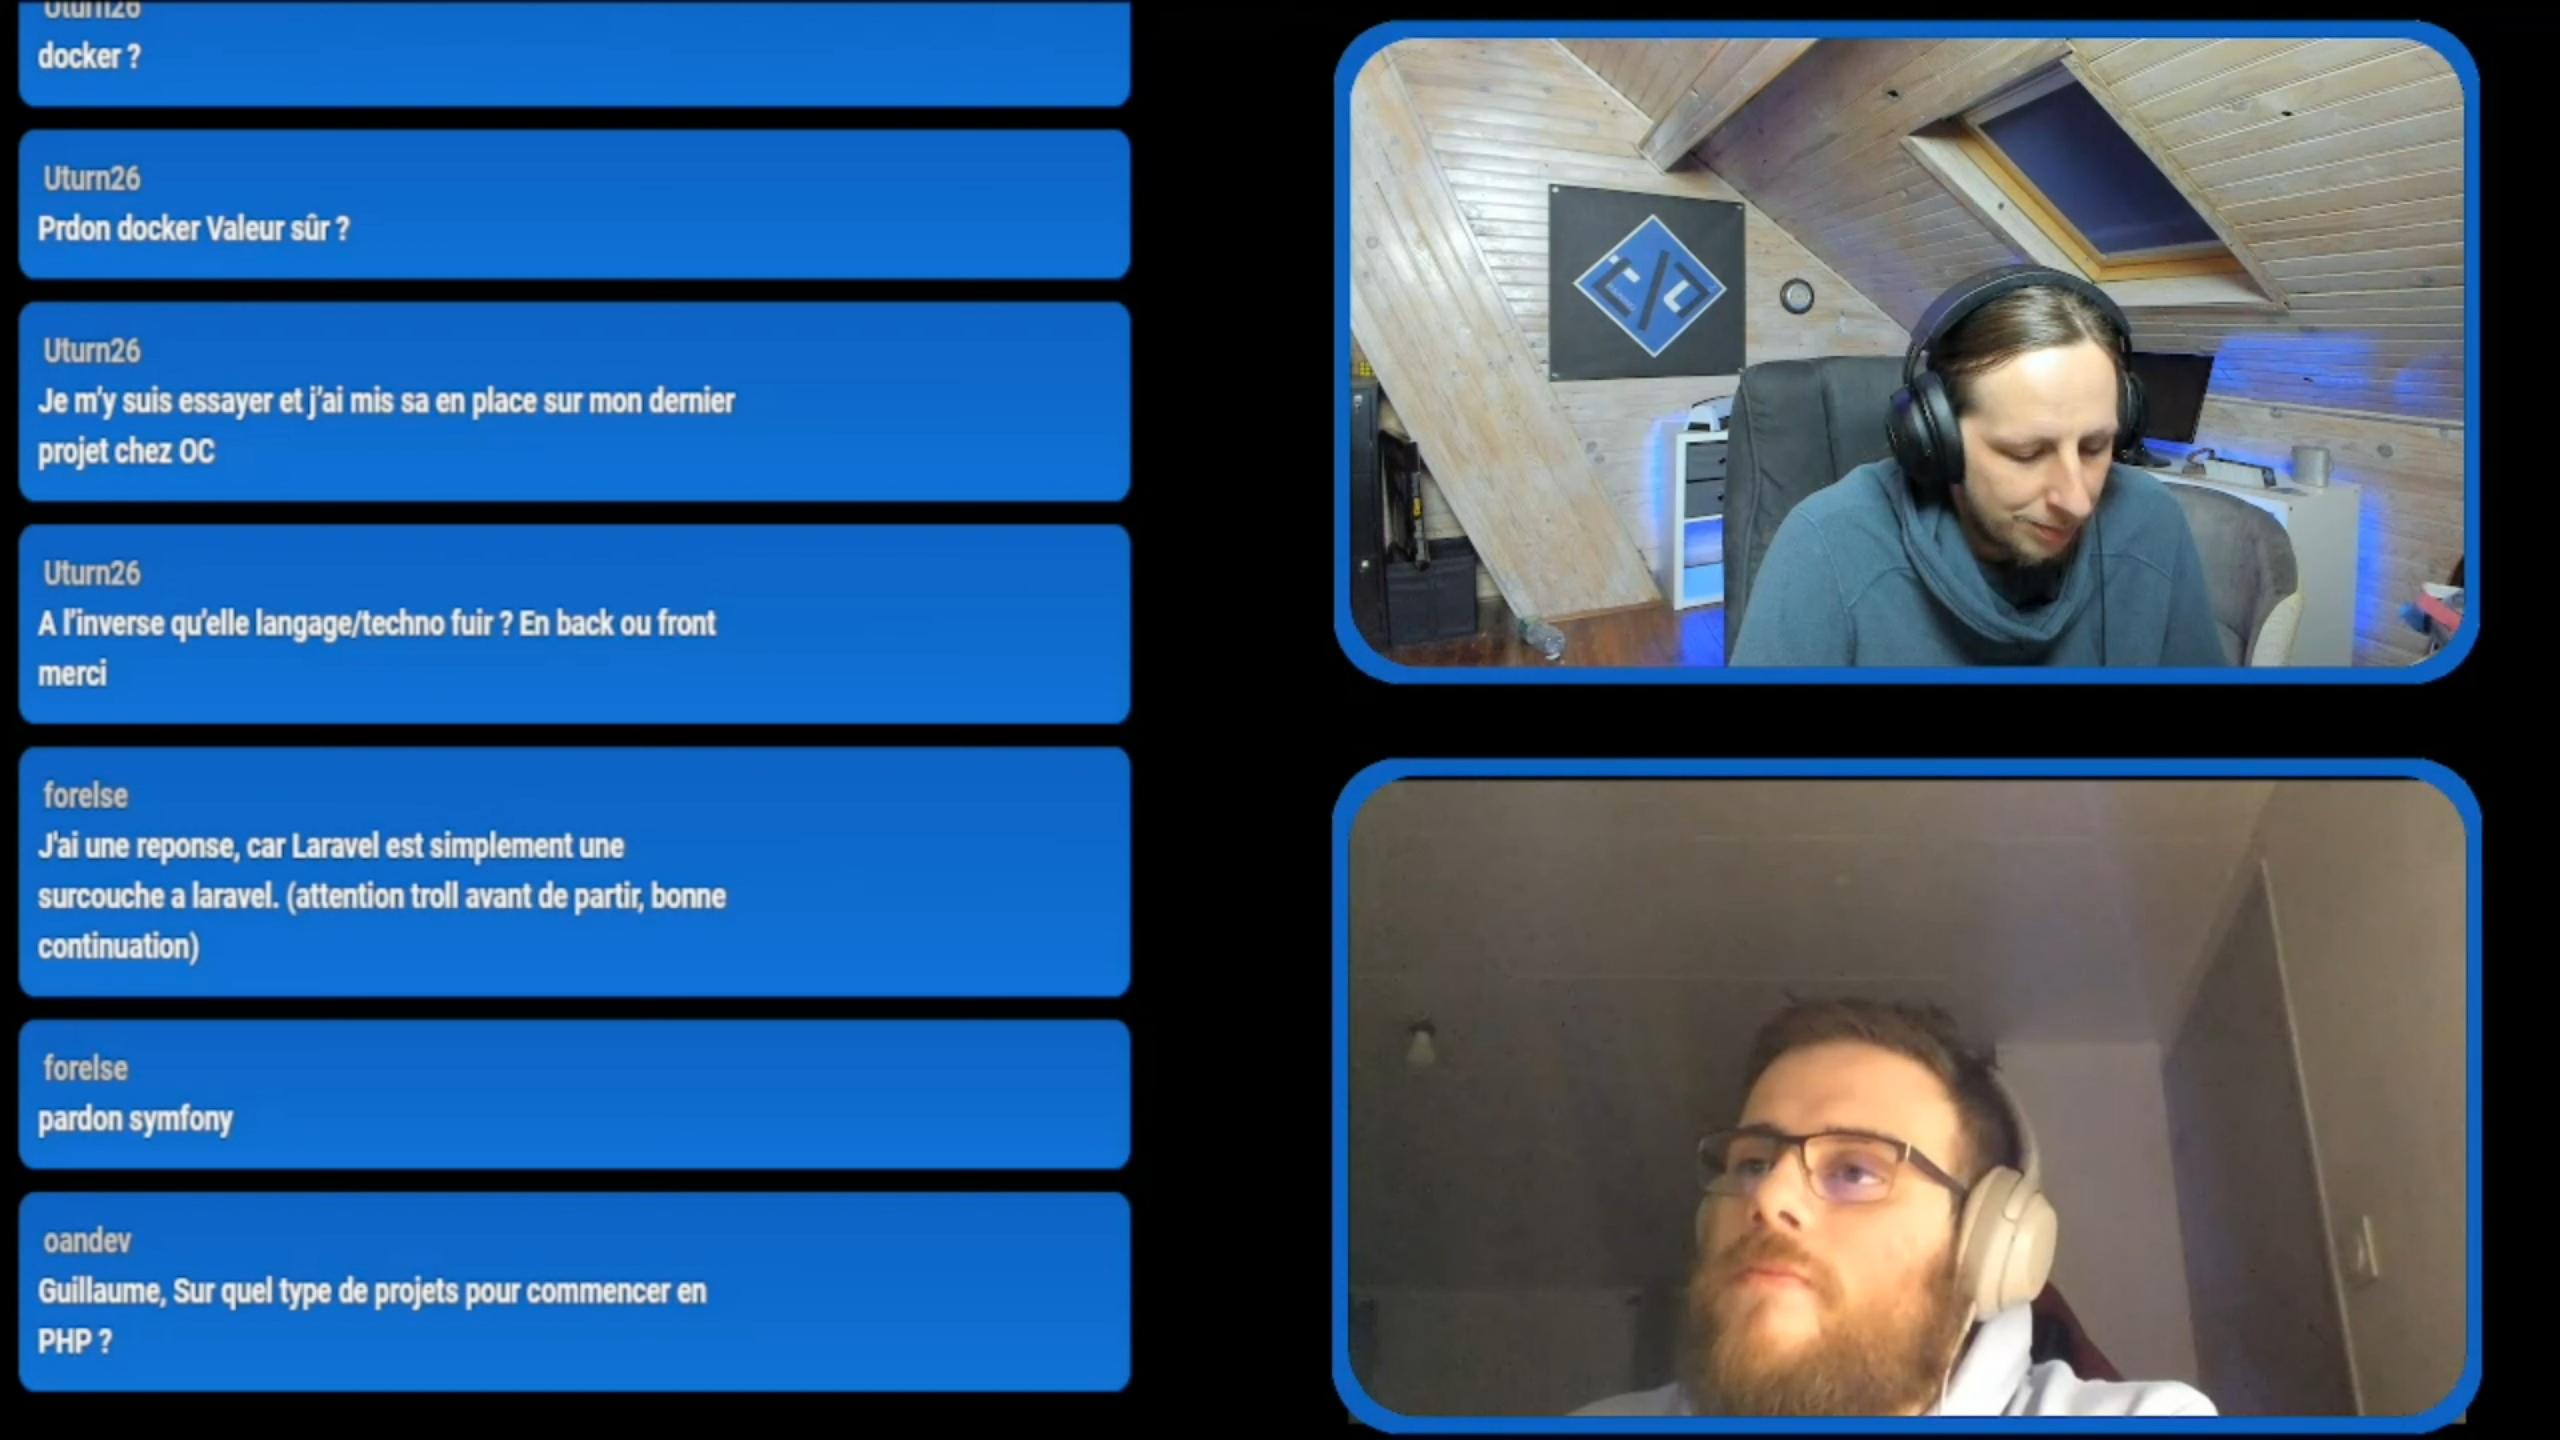 Uturn26
docker ?
Uturn26
Prdon docker Valeur sûr ?
Uturn26
Je m'y suis essayer et j'ai mis sa en place sur mon dernier
projet chez OC
Uturn26
A l'inverse qu'elle langage/techno fuir ? En back ou front
merci
forelse
J'ai une reponse, car Laravel est simplement une
surcouche a laravel. (attention troll avant de partir, bonne
continuation)
forelse
pardon symfony
oandev
Guillaume, Sur quel type de projets pour commencer en
PHP ?